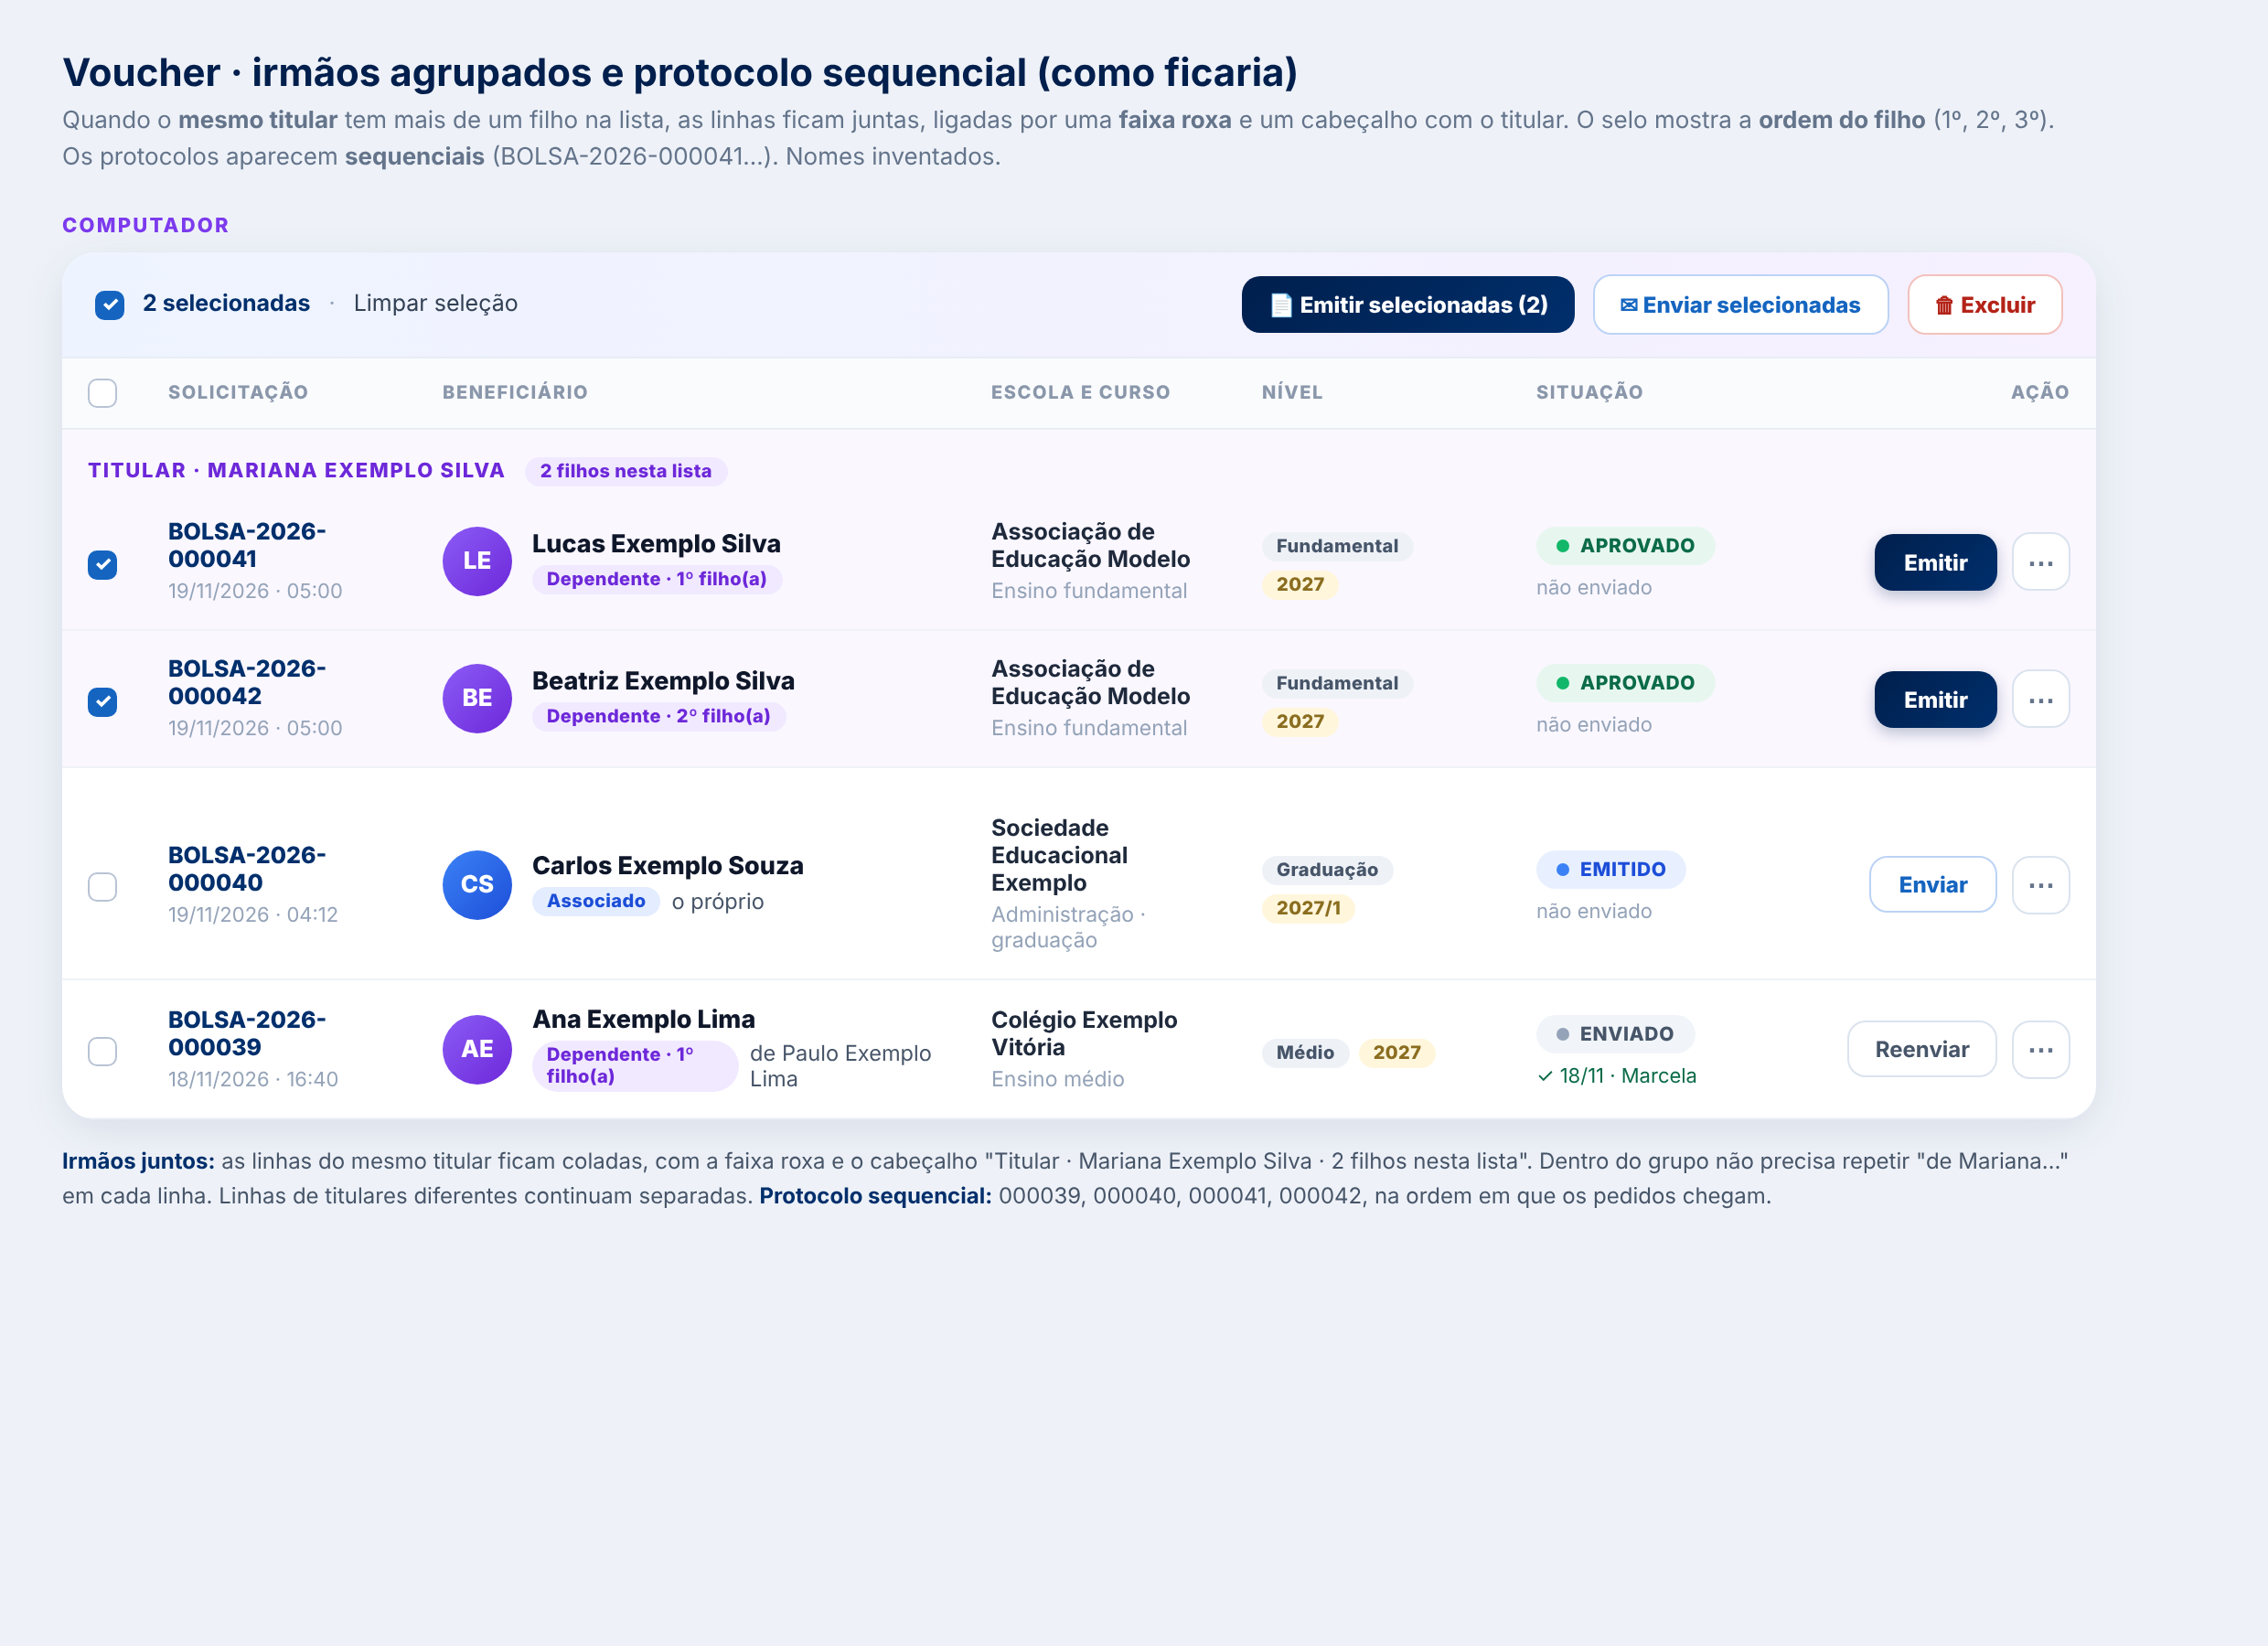 Voucher · irmãos agrupados e protocolo sequencial (como ficaria)
Quando o mesmo titular tem mais de um filho na lista, as linhas ficam juntas, ligadas por uma faixa roxa e um cabeçalho com o titular. O selo mostra a ordem do filho (1º, 2º, 3º).
Os protocolos aparecem sequenciais (BOLSA-2026-000041...). Nomes inventados.
COMPUTADOR
2 selecionadas · Limpar seleção
Emitir selecionadas (2)
Enviar selecionadas
Excluir
SOLICITAÇÃO BENEFICIÁRIO ESCOLA E CURSO NÍVEL SITUAÇÃO AÇÃO
TITULAR · MARIANA EXEMPLO SILVA 2 filhos nesta lista
BOLSA-2026-
000041
19/11/2026 · 05:00
LE
Lucas Exemplo Silva
Dependente · 1º filho(a)
Associação de
Educação Modelo
Ensino fundamental
Fundamental
2027
APROVADO
não enviado
Emitir
...
BOLSA-2026-
000042
19/11/2026 · 05:00
BE
Beatriz Exemplo Silva
Dependente · 2º filho(a)
Associação de
Educação Modelo
Ensino fundamental
Fundamental
2027
APROVADO
não enviado
Emitir
...
BOLSA-2026-
000040
19/11/2026 · 04:12
CS
Carlos Exemplo Souza
Associado o próprio
Sociedade
Educacional
Exemplo
Administração ·
graduação
Graduação
2027/1
EMITIDO
não enviado
Enviar
...
BOLSA-2026-
000039
18/11/2026 · 16:40
AE
Ana Exemplo Lima
Dependente · 1º
filho(a)
de Paulo Exemplo
Lima
Colégio Exemplo
Vitória
Ensino médio
Médio 2027
ENVIADO
✓ 18/11 · Marcela
Reenviar
...
Irmãos juntos: as linhas do mesmo titular ficam coladas, com a faixa roxa e o cabeçalho "Titular · Mariana Exemplo Silva · 2 filhos nesta lista". Dentro do grupo não precisa repetir "de Mariana..."
em cada linha. Linhas de titulares diferentes continuam separadas. Protocolo sequencial: 000039, 000040, 000041, 000042, na ordem em que os pedidos chegam.